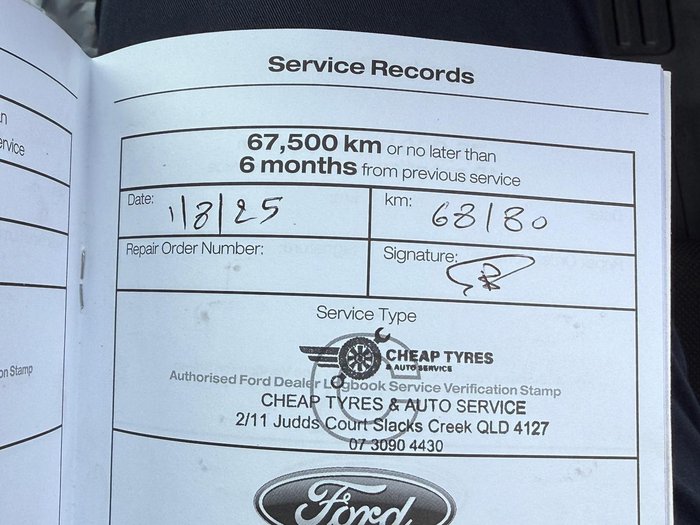 Service Records
67,500 km or no later than
6 months from previous service
Date: 1/8/25
km: 68180
Repair Order Number:
Signature:
Service Type
CHEAP TYRES
& AUTO SERVICE
Authorised Ford Dealer Logbook Service Verification Stamp
CHEAP TYRES & AUTO SERVICE
2/11 Judds Court Slacks Creek QLD 4127
07 3090 4430
Ford